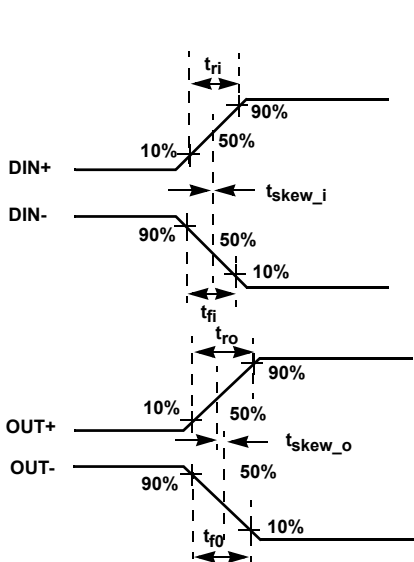 tri
90%
10%
50%
DIN+
tskew_i
DIN-
90%
50%
10%
tfi
tro
90%
10%
50%
OUT+
tskew_o
OUT-
90%
50%
10%
tf0